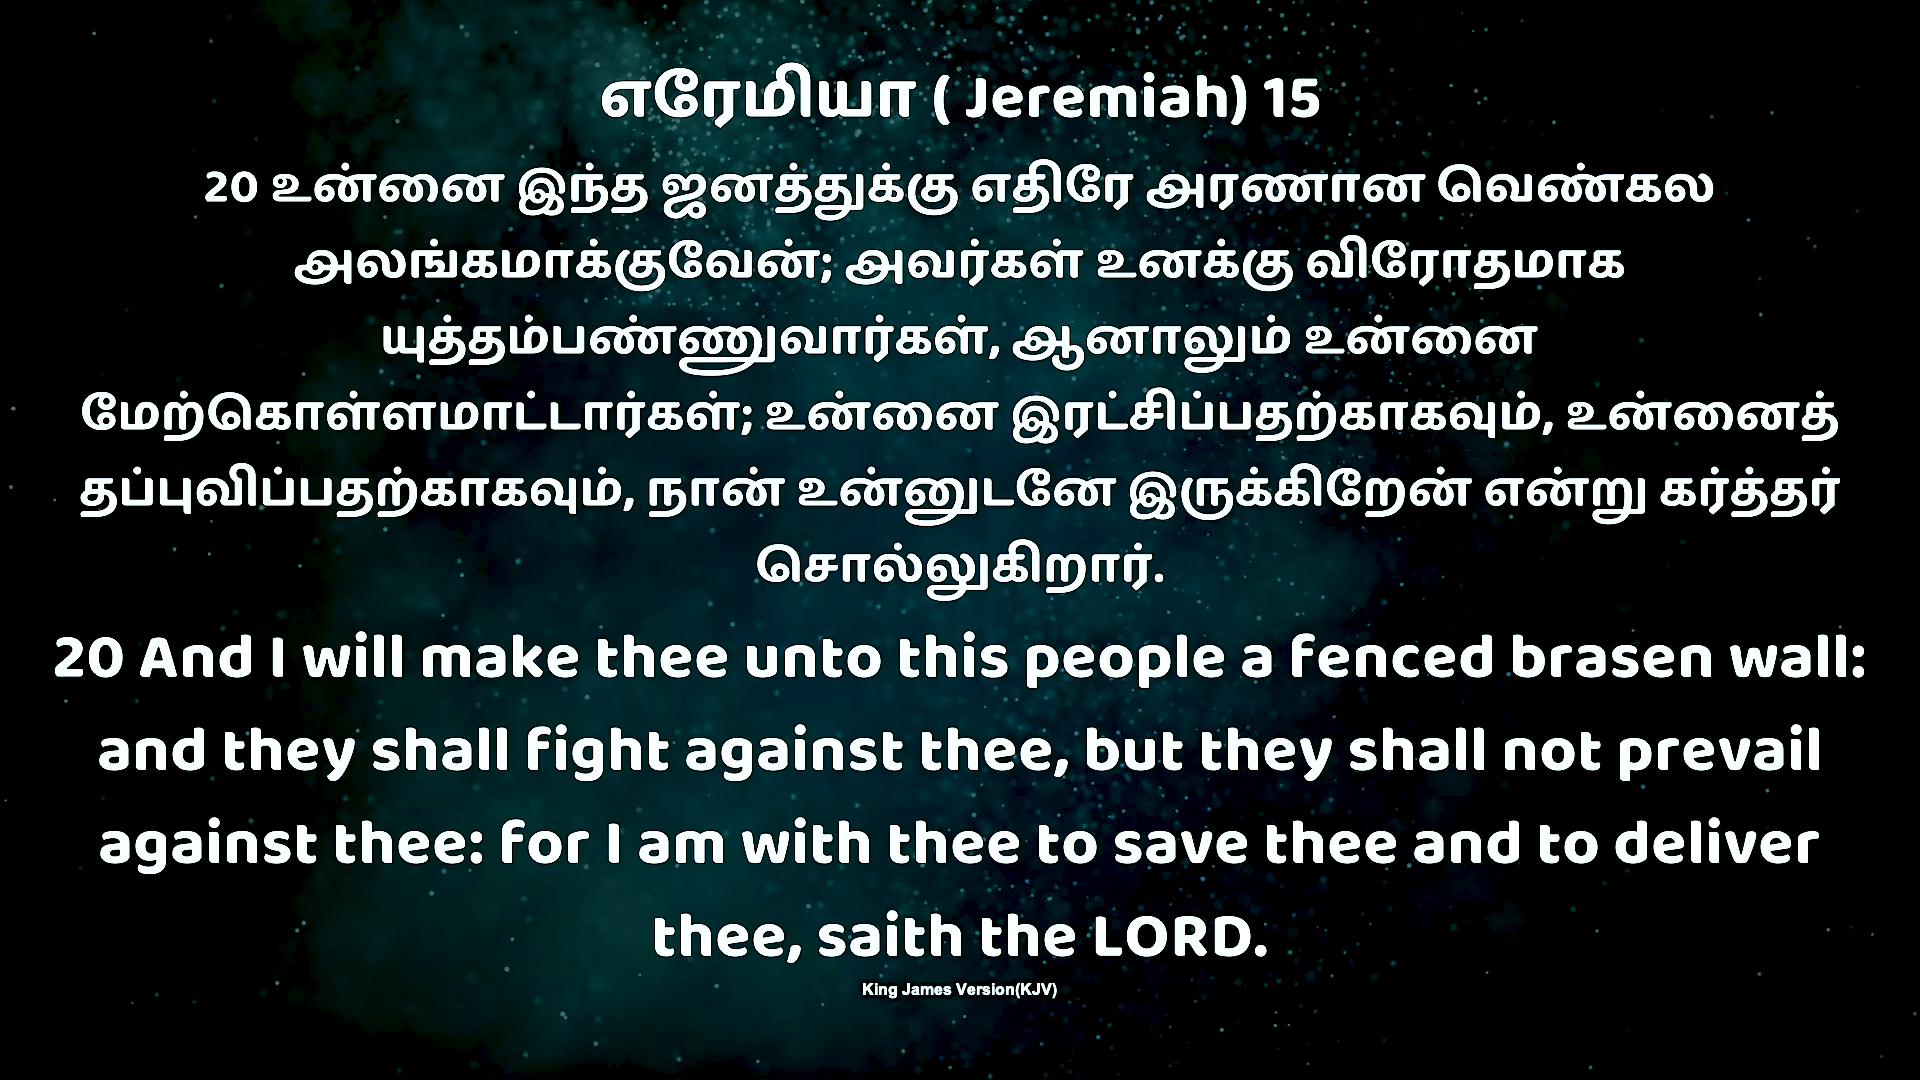 எரேமியா ( Jeremiah) 15
20 உன்னை இந்த ஜனத்துக்கு எதிரே அரணான வெண்கல
அலங்கமாக்குவேன்; அவர்கள் உனக்கு விரோதமாக
யுத்தம்பண்ணுவார்கள், ஆனாலும் உன்னை
மேற்கொள்ளமாட்டார்கள்; உன்னை இரட்சிப்பதற்காகவும், உன்னைத்
தப்புவிப்பதற்காகவும், நான் உன்னுடனே இருக்கிறேன் என்று கர்த்தர்
சொல்லுகிறார்.
20 And I will make thee unto this people a fenced brasen wall:
and they shall fight against thee, but they shall not prevail
against thee: for I am with thee to save thee and to deliver
thee, saith the LORD.
King James Version(KJV)